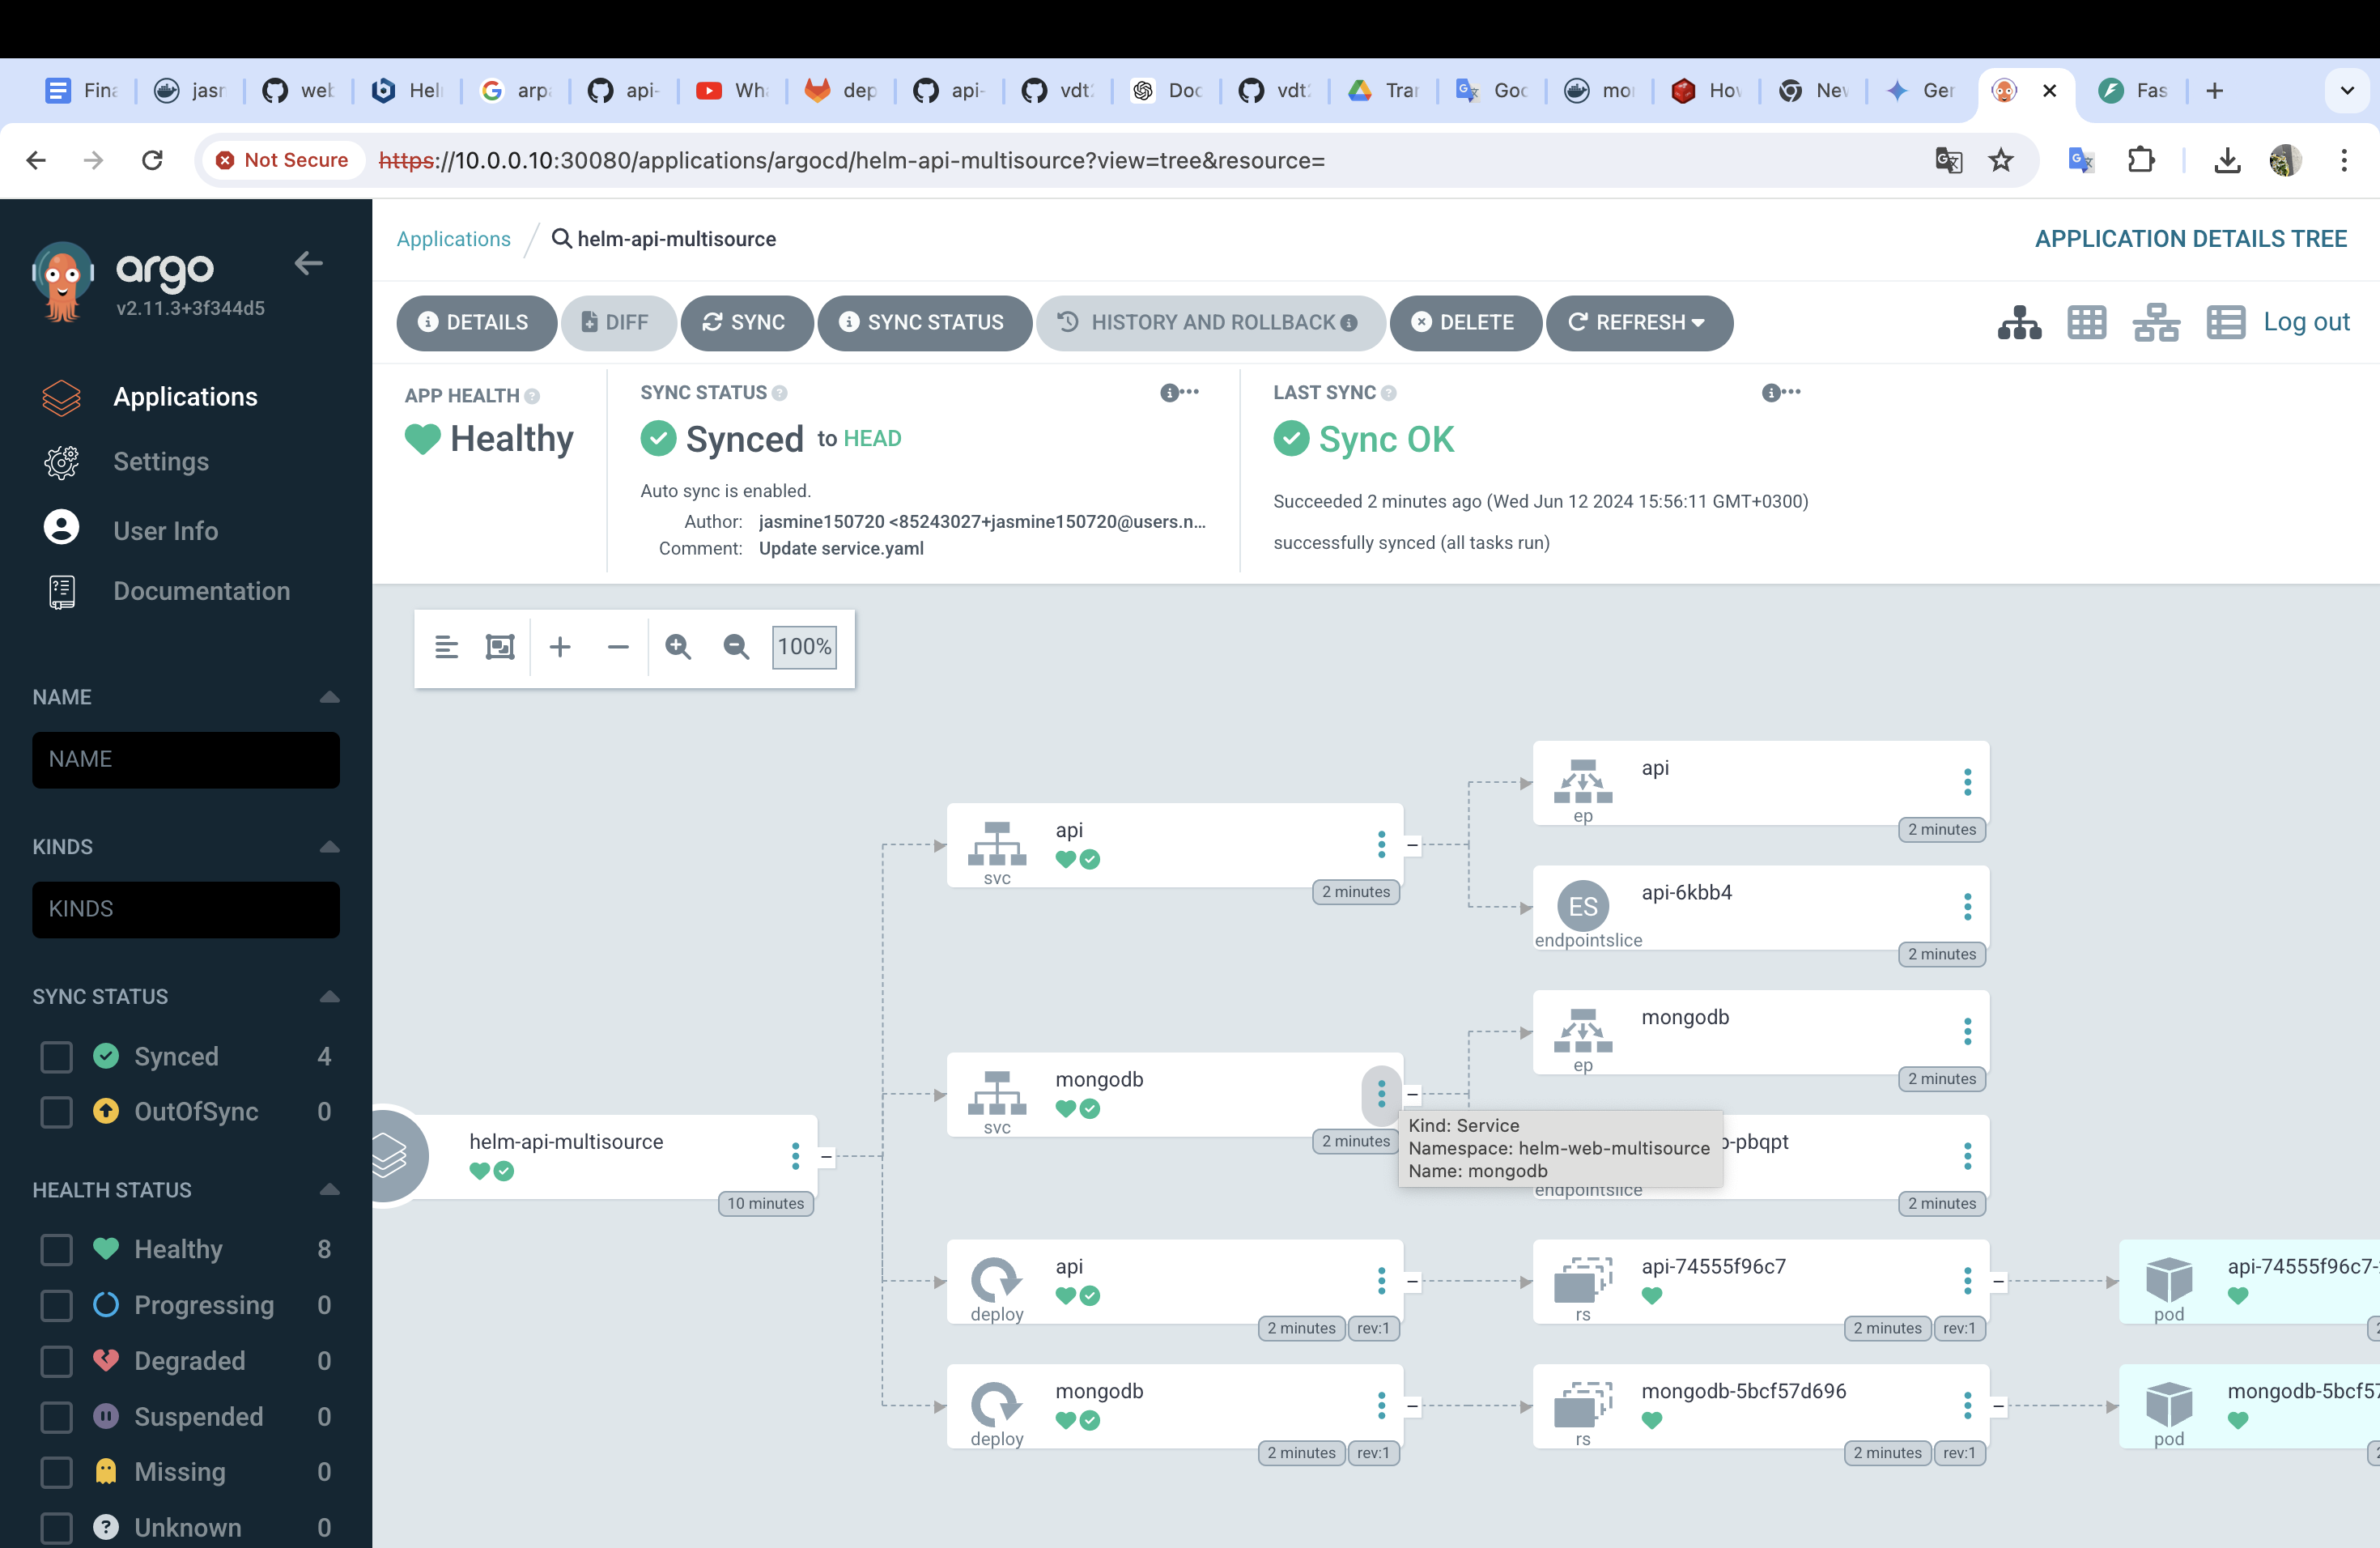 Fina
jasm
web
Hel
arp
api-
Wha
dep
api-
vdt2
Doc
vdt2
Tran
Goo
mo
How
New
Ger
Fas
Not Secure
https://10.0.0.10:30080/applications/argocd/helm-api-multisource?view=tree&resource=
argo
v2.11.3+3f344d5
Applications
Settings
User Info
Documentation
NAME
NAME
KINDS
KINDS
SYNC STATUS
Synced 4
OutOfSync 0
HEALTH STATUS
Healthy 8
Progressing 0
Degraded 0
Suspended 0
Missing 0
Unknown 0
Applications / helm-api-multisource
APPLICATION DETAILS TREE
DETAILS
DIFF
SYNC
SYNC STATUS
HISTORY AND ROLLBACK
DELETE
REFRESH
Log out
APP HEALTH
Healthy
SYNC STATUS
Synced to HEAD
Auto sync is enabled.
Author: jasmine150720 <85243027+jasmine150720@users.n...
Comment: Update service.yaml
LAST SYNC
Sync OK
Succeeded 2 minutes ago (Wed Jun 12 2024 15:56:11 GMT+0300)
successfully synced (all tasks run)
100%
helm-api-multisource
10 minutes
api
svc
2 minutes
mongodb
svc
2 minutes
api
deploy
2 minutes
rev:1
mongodb
deploy
2 minutes
rev:1
api
ep
2 minutes
ES
api-6kbb4
endpointslice
2 minutes
mongodb
ep
2 minutes
Kind: Service
Namespace: helm-web-multisource
Name: mongodb
-pbqpt
endpointslice
2 minutes
api-74555f96c7
rs
2 minutes
rev:1
mongodb-5bcf57d696
rs
2 minutes
rev:1
api-74555f96c7-
pod
mongodb-5bcf57
pod